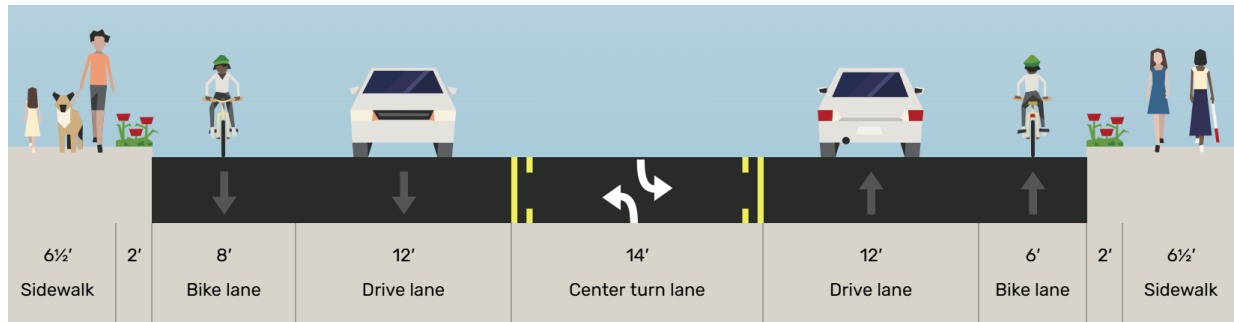 6½′ 2′ 8′ 12′ 14′ 12′ 6′ 2′ 6½′
Sidewalk Bike lane Drive lane Center turn lane Drive lane Bike lane Sidewalk